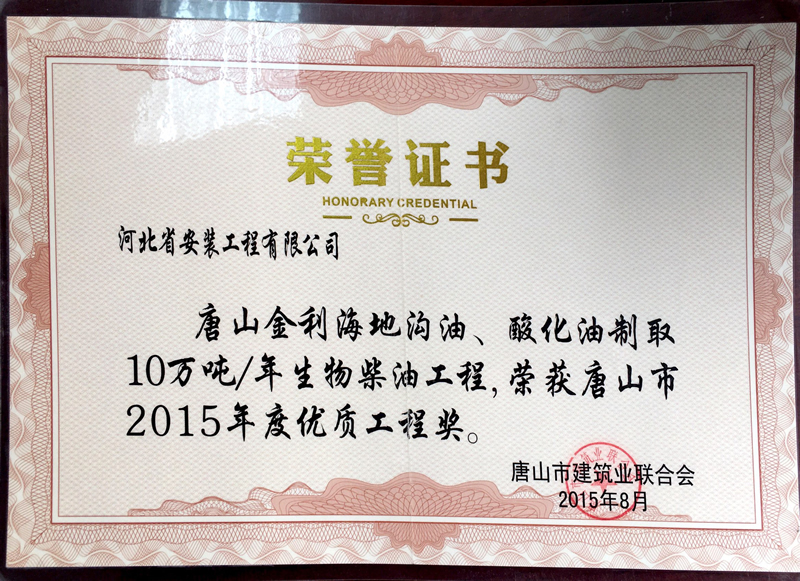 荣誉证书
HONORARY CREDENTIAL
河北省安装工程有限公司
唐山金利海地沟油、酸化油制取
10万吨/年生物柴油工程,荣获唐山市
2015年度优质工程奖。
唐山市建筑业联合会
2015年8月